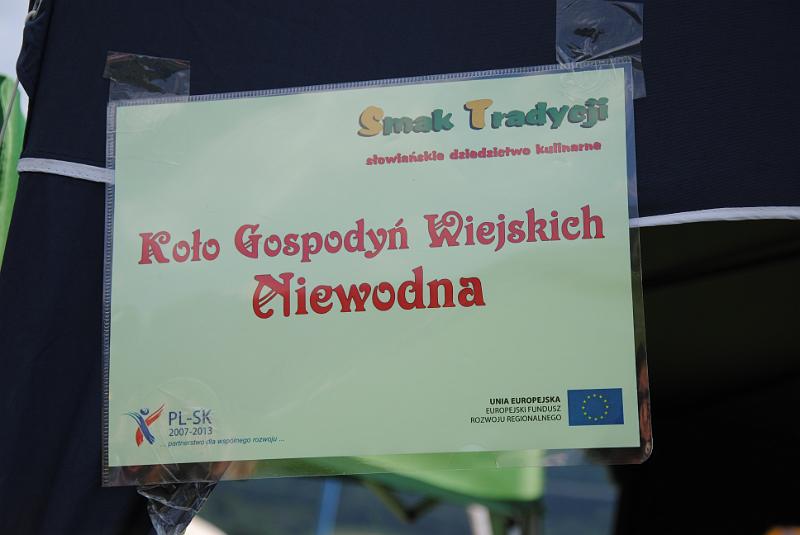 Smak Tradycji
słowiańskie dziedzictwo kulinarne
Koło Gospodyń Wiejskich
Niewodna
PL-SK
2007-2013
... partnerstwo dla wspólnego rozwoju ...
UNIA EUROPEJSKA
EUROPEJSKI FUNDUSZ
ROZWOJU REGIONALNEGO